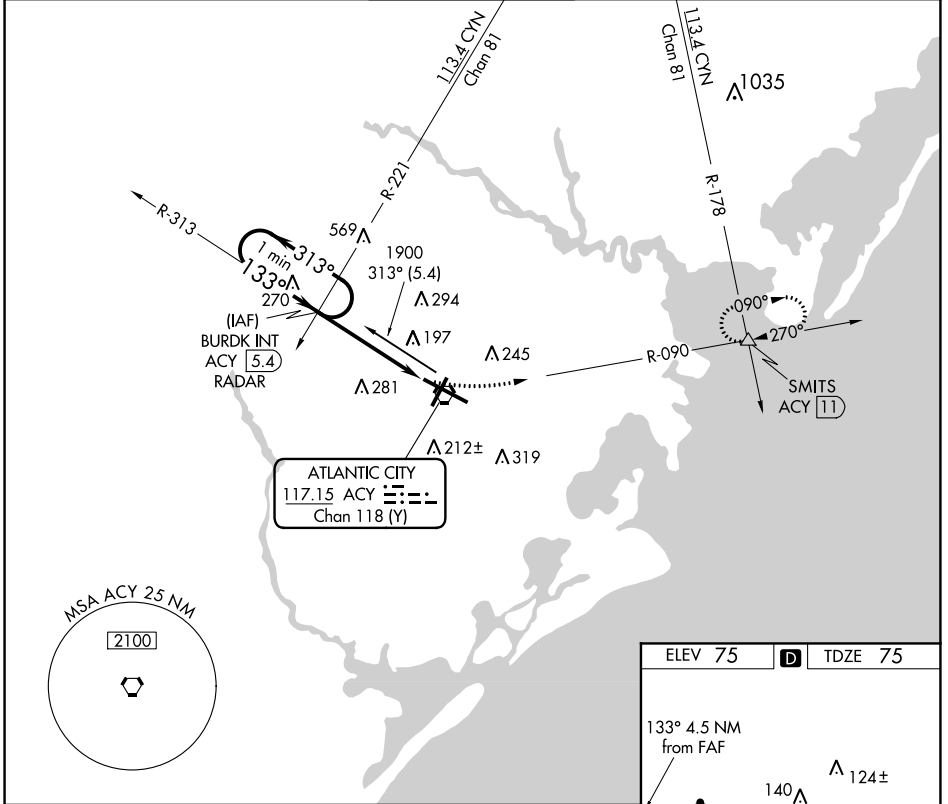 113.4 CYN
Chan 81
R-221
113.4 CYN
Chan 81
1035
R-178
R-313
569
1900
313° (5.4)
1 min
313°
133°
270
294
197
(IAF)
BURDK INT
ACY 5.4
RADAR
281
245
R-090
090°
270°
SMITS
ACY 11
212±
319
ATLANTIC CITY
117.15 ACY
Chan 118 (Y)
MSA ACY 25 NM
2100
ELEV 75 D TDZE 75
133° 4.5 NM
from FAF
124±
140